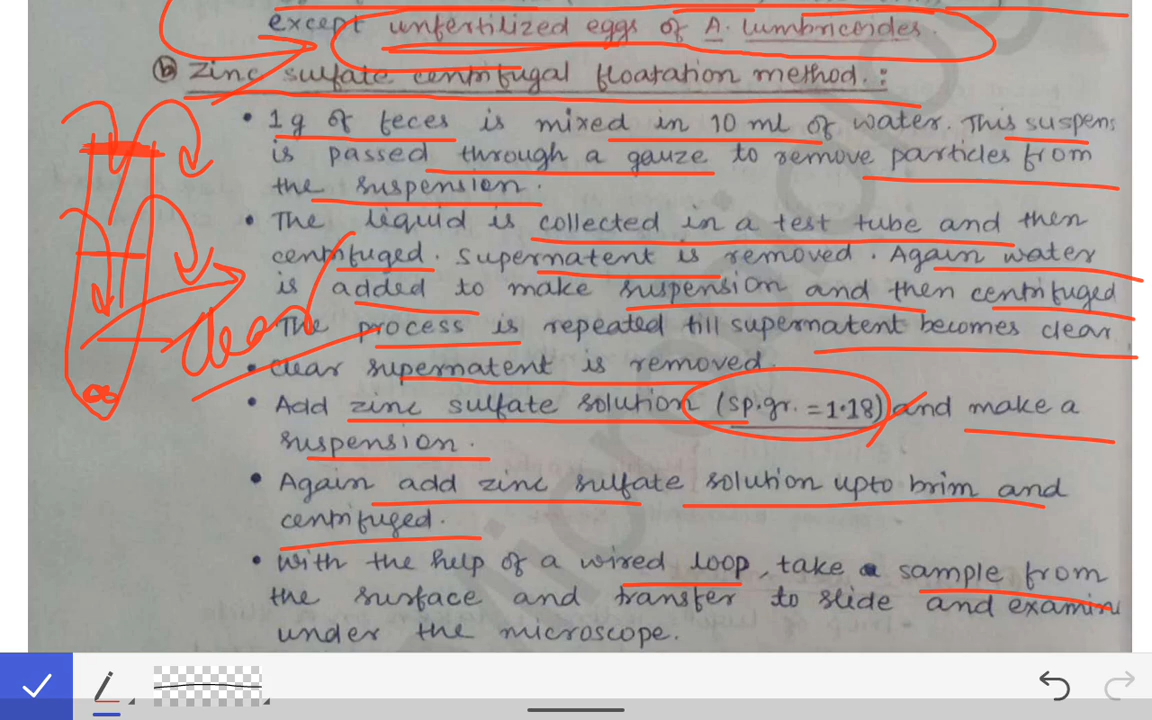 except unfertilized eggs of A. lumbricoides.
ⓑ Zinc sulfate centrifugal floatation method. :
• 1g of feces is mixed in 10 ml of water. This suspens
is passed through a gauze to remove particles from
the suspension.
• The liquid is collected in a test tube and then
centrifuged. Supernatent is removed. Again water
is added to make suspension and then centrifuged
clear
The process is repeated till supernatent becomes clear
• Clear supernatent is removed.
• Add zinc sulfate solution (sp.gr. = 1.18) and make a
suspension.
• Again add zinc sulfate solution upto brim and
centrifuged.
• With the help of a wired loop, take a sample from
the surface and transfer to slide and examin
under the microscope.